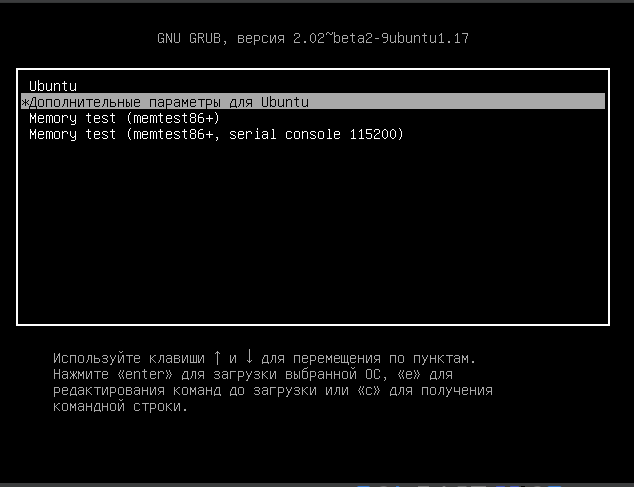 GNU GRUB, версия 2.02~beta2-9ubuntu1.17
Ubuntu
*Дополнительные параметры для Ubuntu
Memory test (memtest86+)
Memory test (memtest86+, serial console 115200)
Используйте клавиши ↑ и ↓ для перемещения по пунктам.
Нажмите «enter» для загрузки выбранной ОС, «e» для
редактирования команд до загрузки или «c» для получения
командной строки.